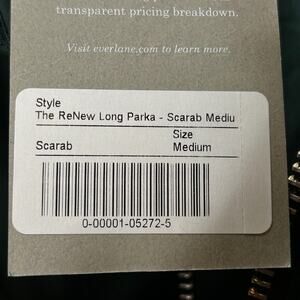 transparent pricing breakdown.
Visit everlane.com to learn more.
Style
The ReNew Long Parka - Scarab Mediu
Size
Scarab Medium
0-00001-05272-5